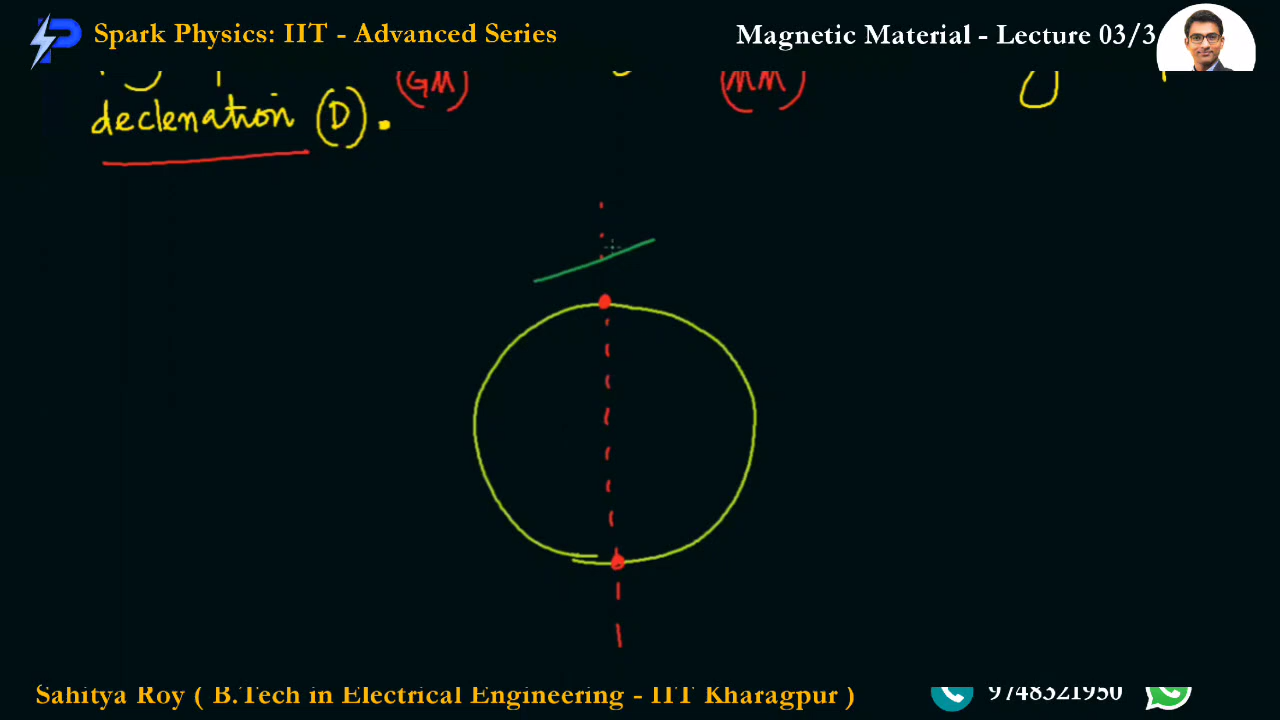 Spark Physics: IIT - Advanced Series
Magnetic Material - Lecture 03/3
(GM) (MM)
declenation (D).
Sahitya Roy ( B.Tech in Electrical Engineering - IIT Kharagpur )
9748321950